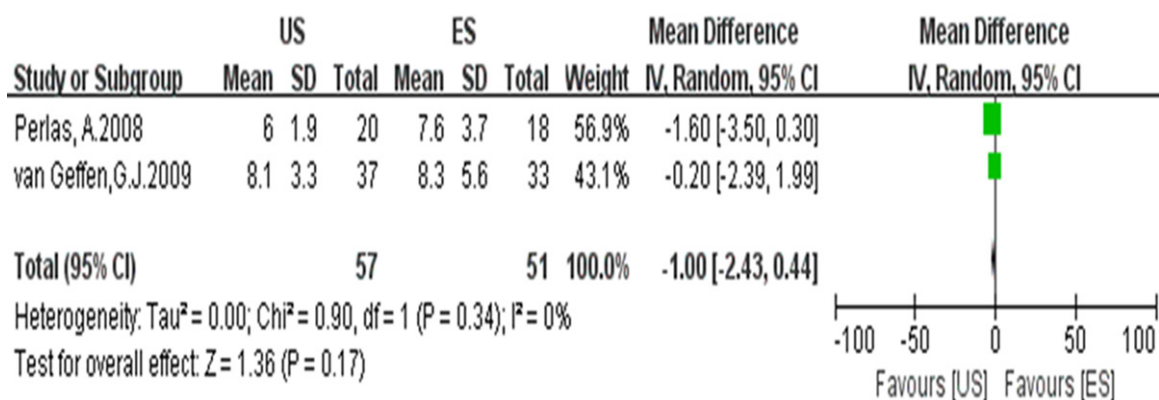 US ES Mean Difference Mean Difference
Study or Subgroup Mean SD Total Mean SD Total Weight IV, Random, 95% CI IV, Random, 95% CI
Perlas, A.2008 6 1.9 20 7.6 3.7 18 56.9% -1.60 [-3.50, 0.30]
van Geffen,G.J.2009 8.1 3.3 37 8.3 5.6 33 43.1% -0.20 [-2.39, 1.99]
Total (95% CI) 57 51 100.0% -1.00 [-2.43, 0.44]
Heterogeneity: Tau² = 0.00; Chi² = 0.90, df = 1 (P = 0.34); I² = 0%
Test for overall effect: Z = 1.36 (P = 0.17)
-100 -50 0 50 100
Favours [US] Favours [ES]